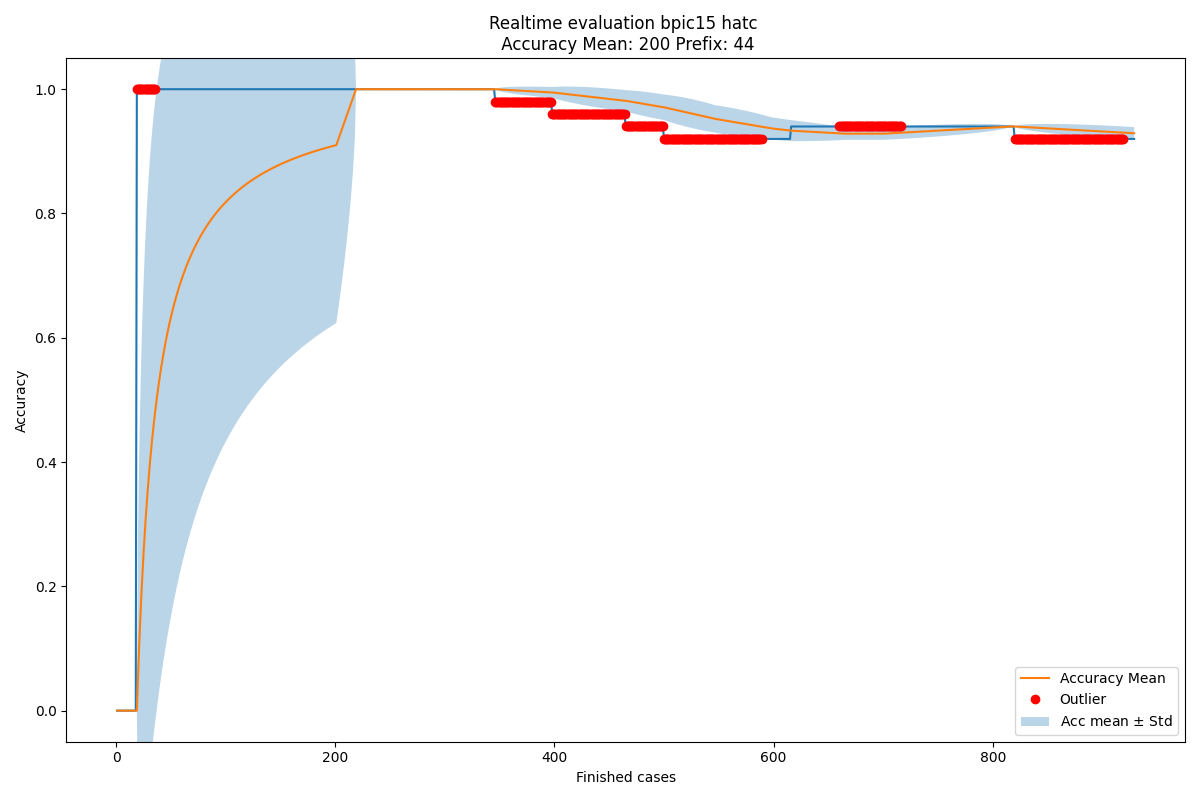 Realtime evaluation bpic15 hatc
Accuracy Mean: 200 Prefix: 44
1.0
0.8
0.6
0.4
0.2
0.0
Accuracy
0
200
400
600
800
Finished cases
Accuracy Mean
Outlier
Acc mean ± Std